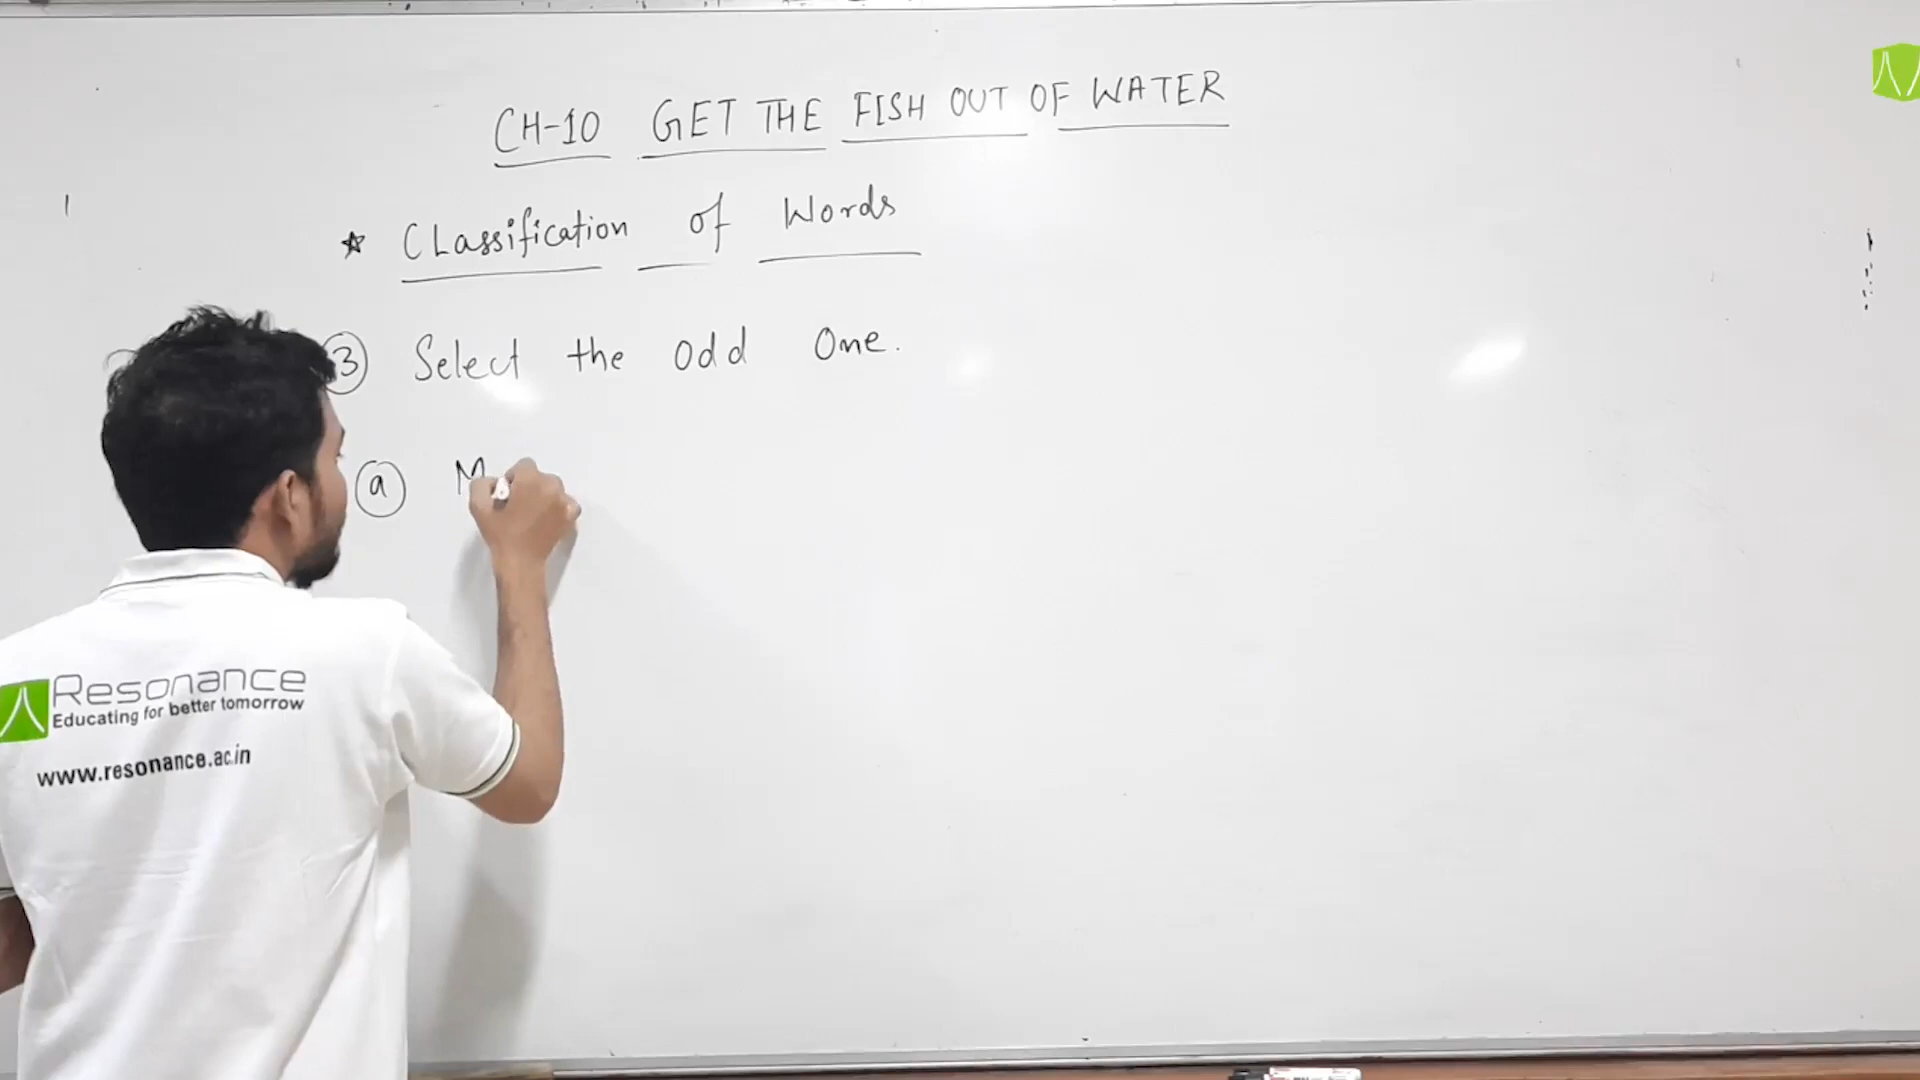 CH-10 GET THE FISH OUT OF WATER
CLassification of Words
3 Select the odd One.
a M
Resonance
Educating for better tomorrow
www.resonance.ac.in